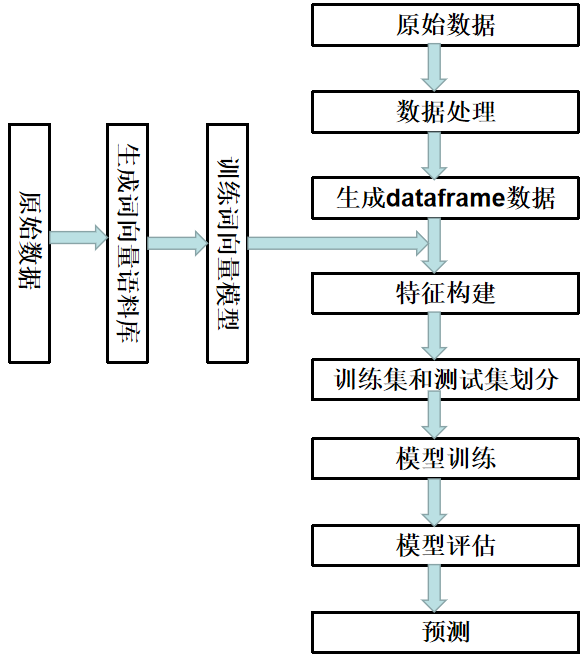 原始数据
数据处理
生成dataframe数据
原始数据
生成词向量语料库
训练词向量模型
特征构建
训练集和测试集划分
模型训练
模型评估
预测